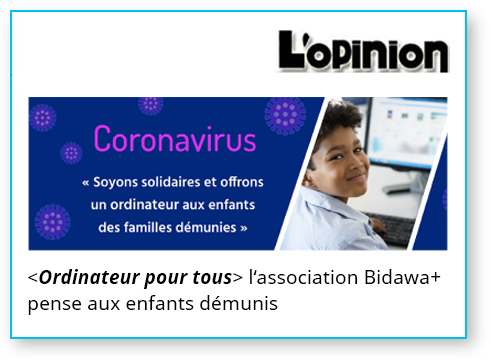 L'OPINION
Coronavirus
« Soyons solidaires et offrons
un ordinateur aux enfants
des familles démunies »
<Ordinateur pour tous> l‘association Bidawa+
pense aux enfants démunis